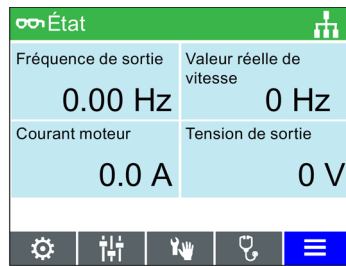 État
Fréquence de sortie
0.00 Hz
Valeur réelle de
vitesse
0 Hz
Courant moteur
0.0 A
Tension de sortie
0 V